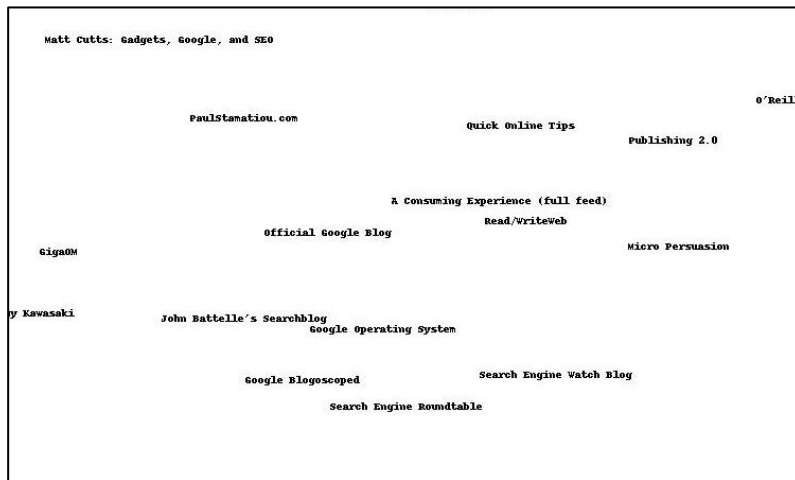 Matt Cutts: Gadgets, Google, and SEO
O'Reil
PaulStamatiou.com
Quick Online Tips
Publishing 2.0
A Consuming Experience (full feed)
Read/WriteWeb
Official Google Blog
Micro Persuasion
GigaOM
y Kawasaki
John Battelle's Searchblog
Google Operating System
Search Engine Watch Blog
Google Blogoscoped
Search Engine Roundtable